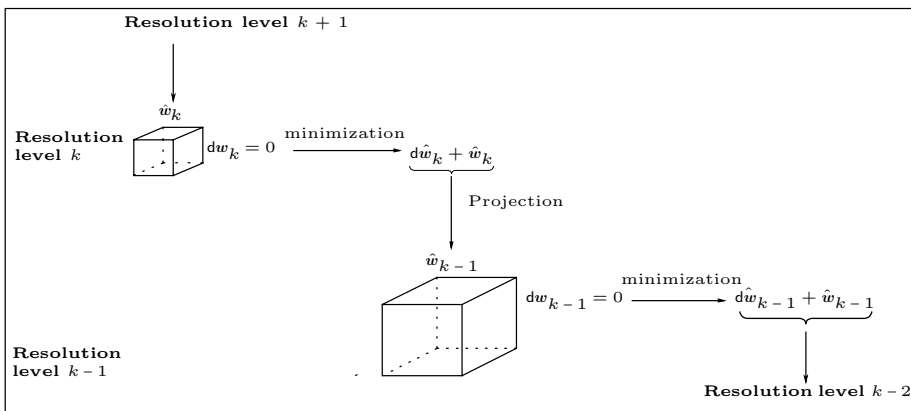 Resolution level k + 1
ŵ_k
Resolution
level k
dw_k = 0
minimization
dŵ_k + ŵ_k
Projection
ŵ_{k-1}
dw_{k-1} = 0
minimization
dŵ_{k-1} + ŵ_{k-1}
Resolution
level k-1
Resolution level k-2